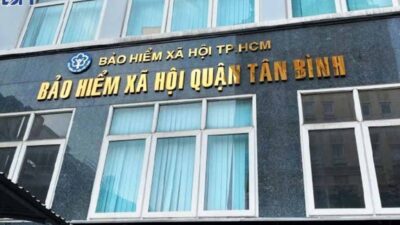 BẢO HIỂM XÃ HỘI TP HCM
BẢO HIỂM XÃ HỘI QUẬN TÂN BÌNH